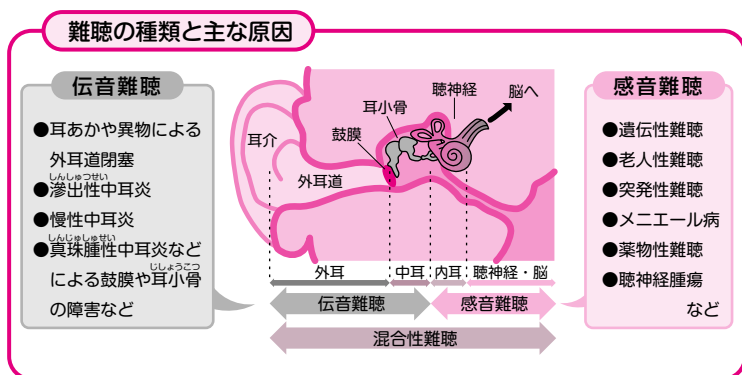 難聴の種類と主な原因
伝音難聴
●耳あかや異物による
外耳道閉塞
しんしゅつせい
●滲出性中耳炎
●慢性中耳炎
しんじゅしゅせい
●真珠腫性中耳炎など
じしょうこつ
による鼓膜や耳小骨
の障害など
耳介
外耳道
鼓膜
耳小骨
聴神経
脳へ
外耳
中耳
内耳
聴神経・脳
伝音難聴
感音難聴
混合性難聴
感音難聴
●遺伝性難聴
●老人性難聴
●突発性難聴
●メニエール病
●薬物性難聴
●聴神経腫瘍
など